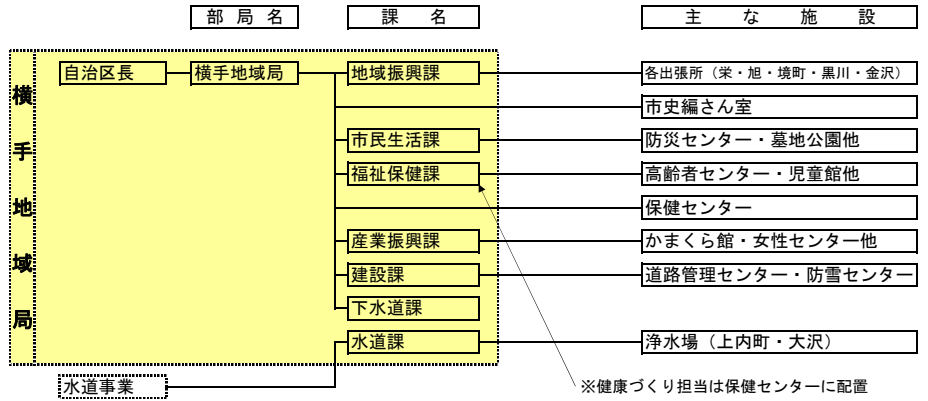 部 局 名 課 名 主 な 施 設
横手地域局
自治区長 横手地域局 地域振興課 各出張所（栄・旭・境町・黒川・金沢）
市史編さん室
市民生活課 防災センター・墓地公園他
福祉保健課 高齢者センター・児童館他
保健センター
産業振興課 かまくら館・女性センター他
建設課 道路管理センター・防雪センター
下水道課
水道課 浄水場（上内町・大沢）
水道事業 ※健康づくり担当は保健センターに配置